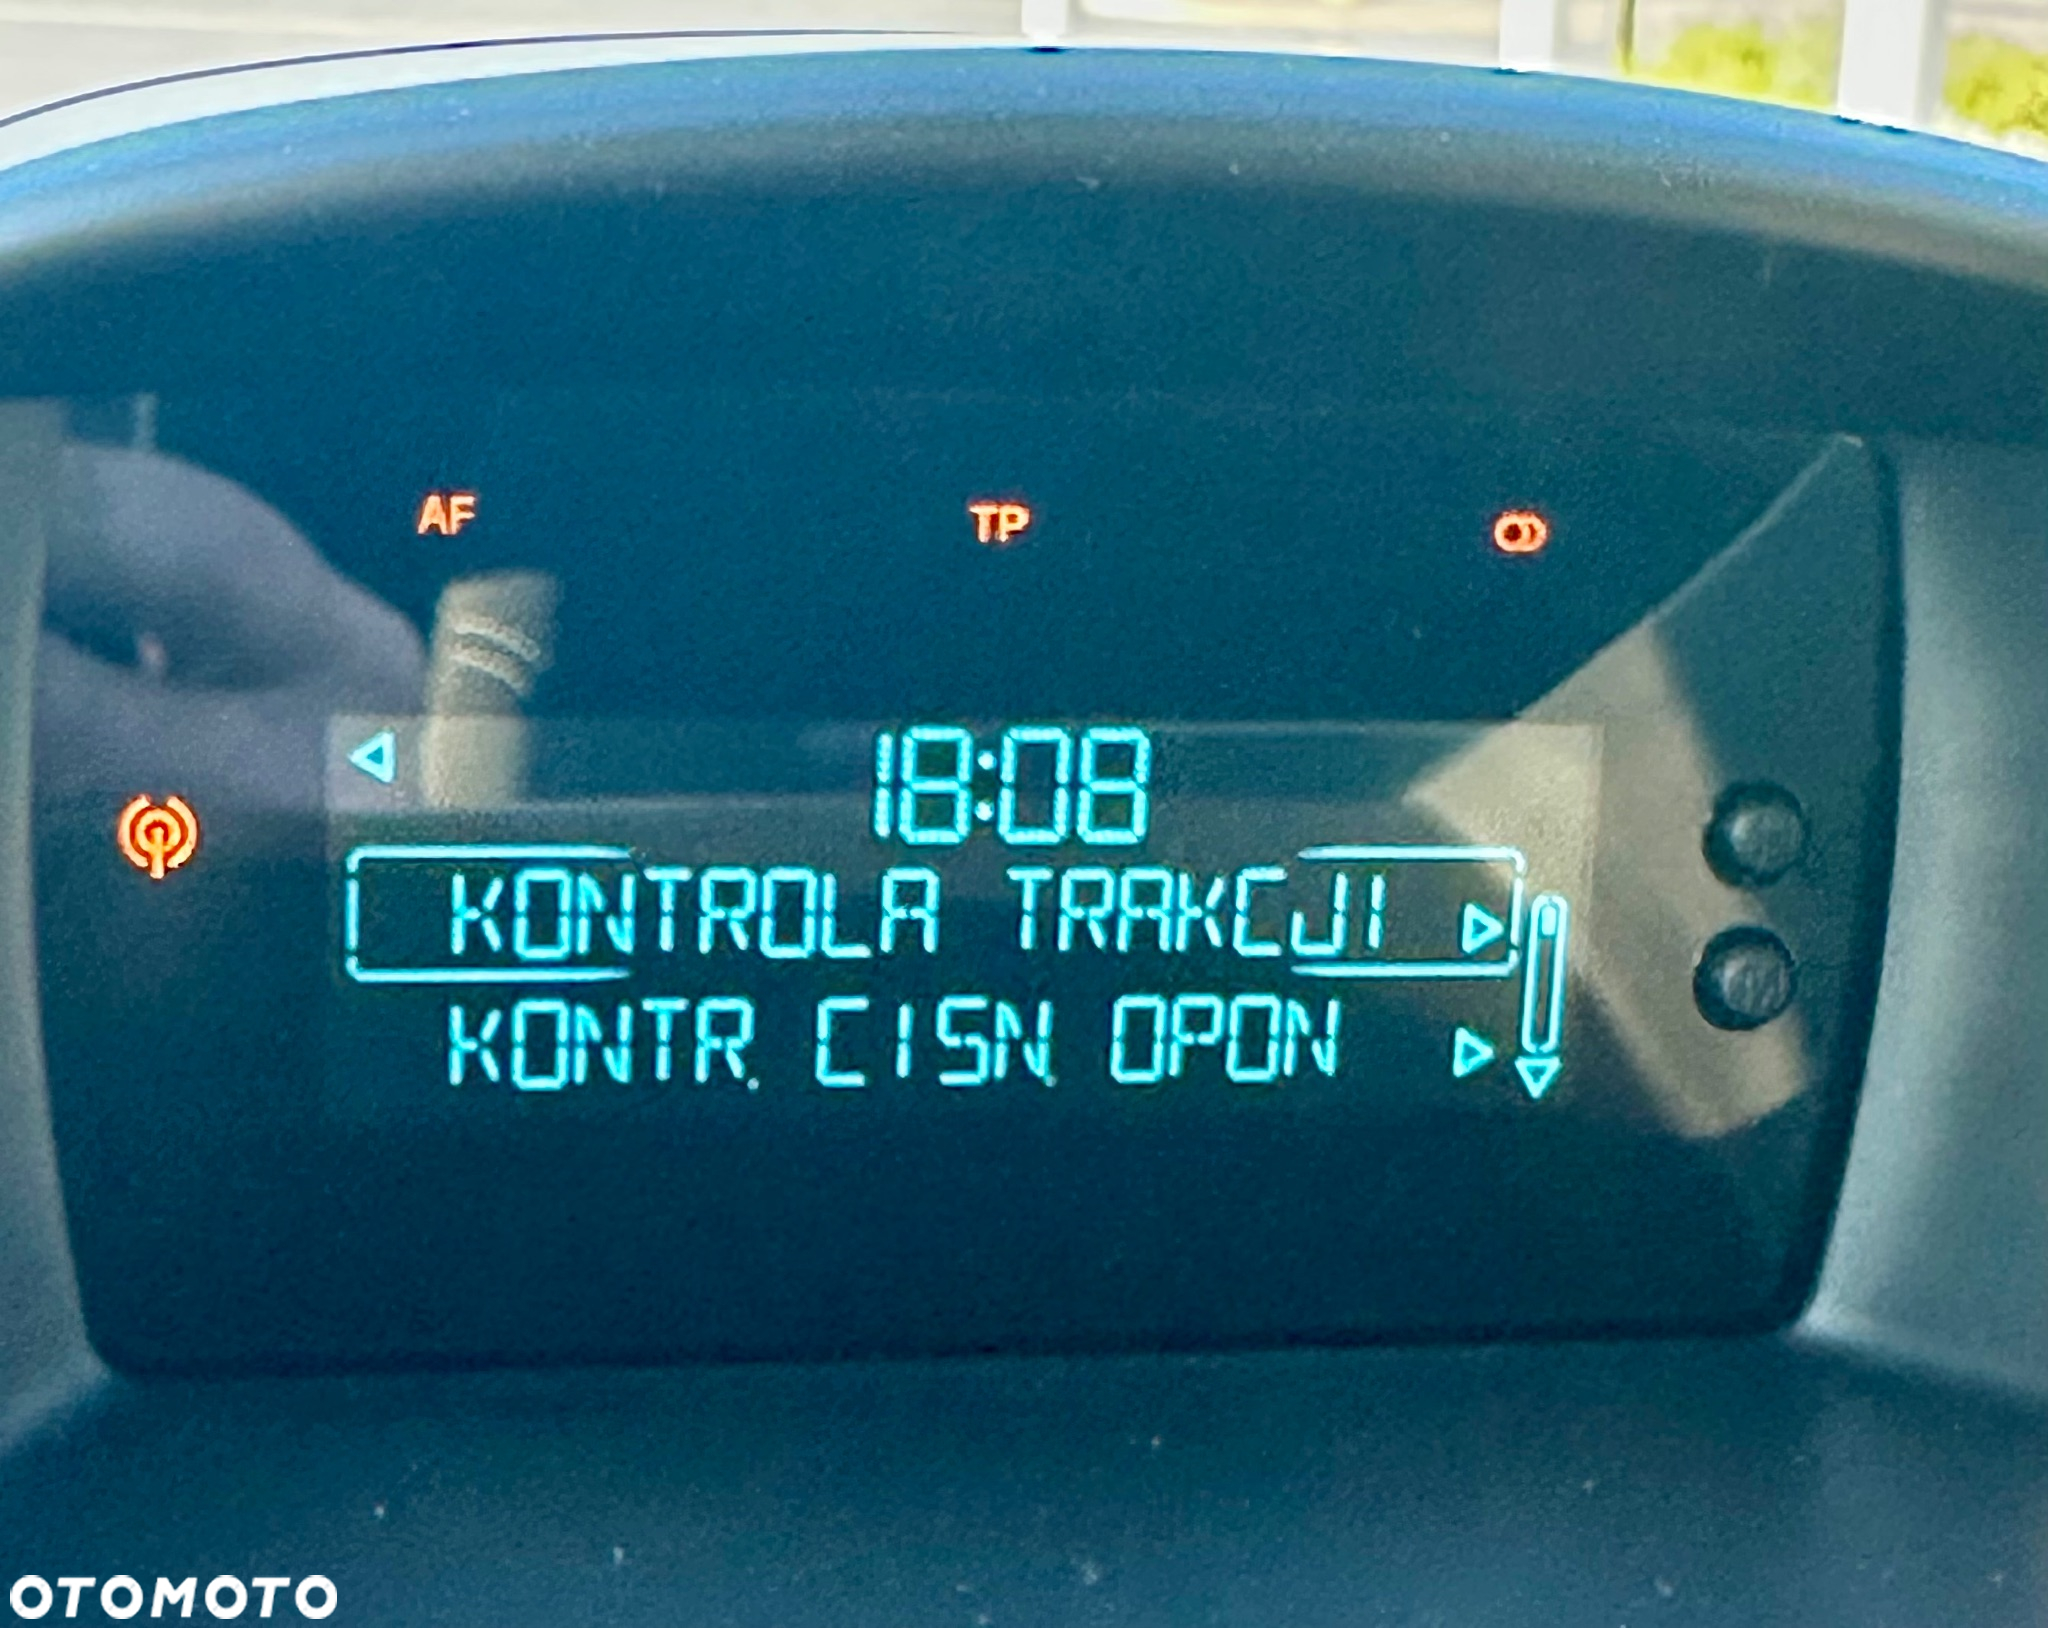 AF TP
18:08
KONTROLA TRAKCJI
KONTR. CISN. OPON
OTOMOTO